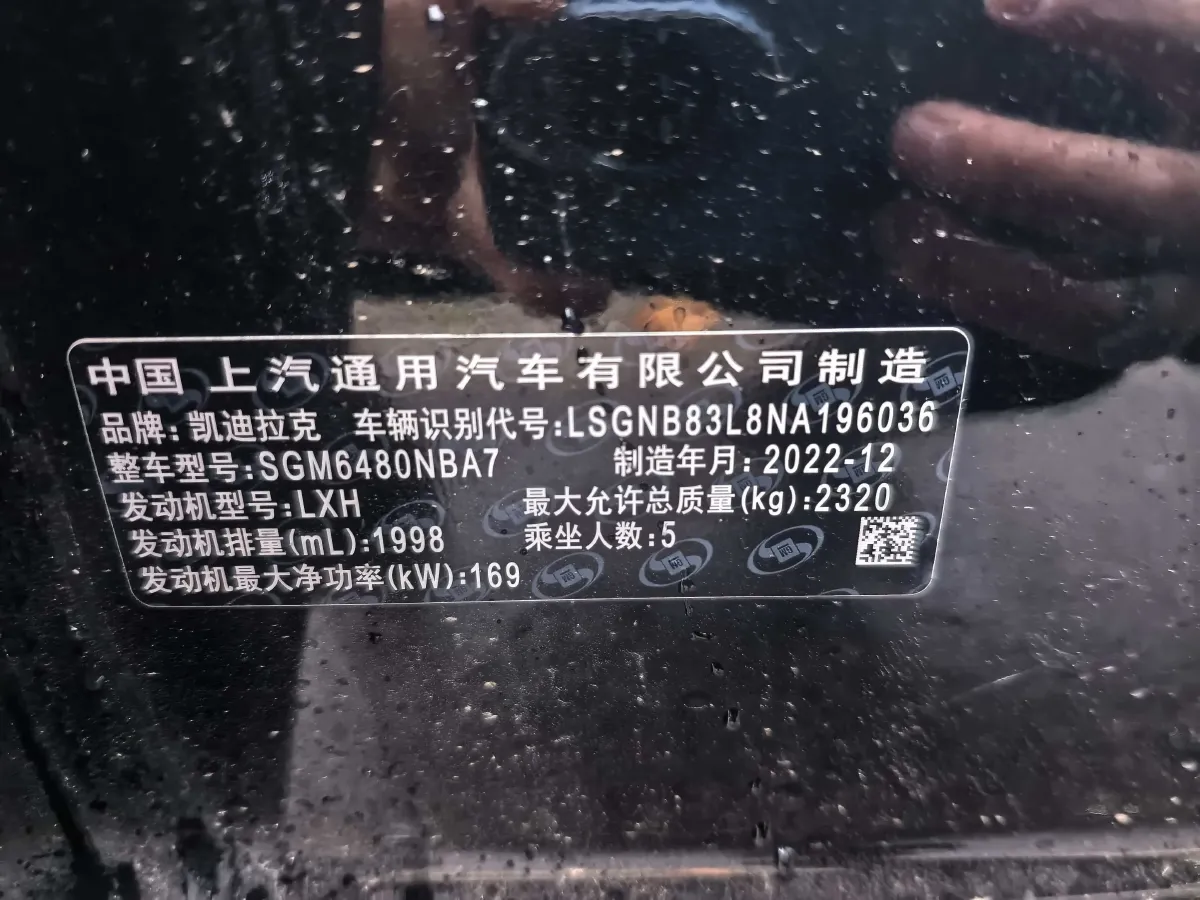 中国 上汽通用汽车有限公司制造
品牌:凯迪拉克 车辆识别代号:LSGNB83L8NA196036
整车型号:SGM6480NBA7 制造年月:2022-12
发动机型号:LXH 最大允许总质量(kg):2320
发动机排量(mL):1998 乘坐人数:5
发动机最大净功率(kW):169